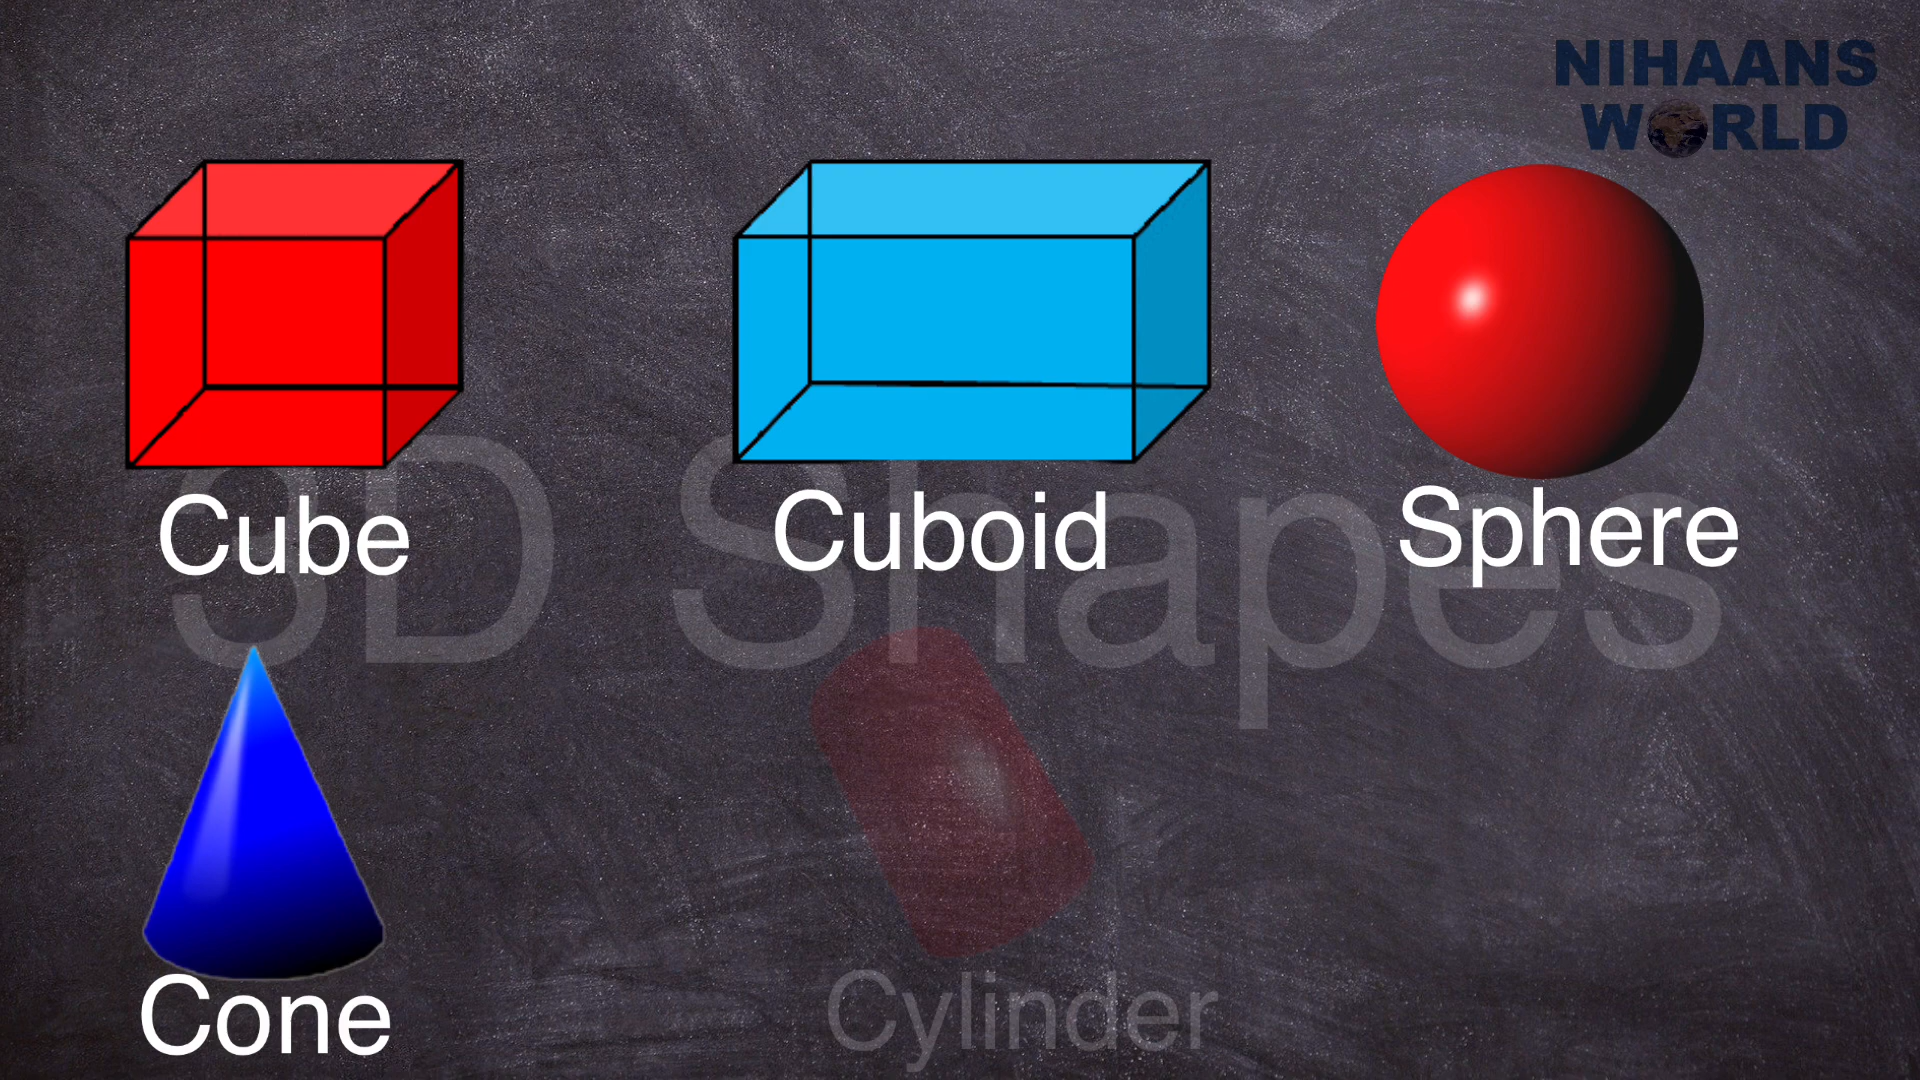 NIHAANS
WORLD
Cube
Cuboid
Sphere
3D Shapes
Cone
Cylinder